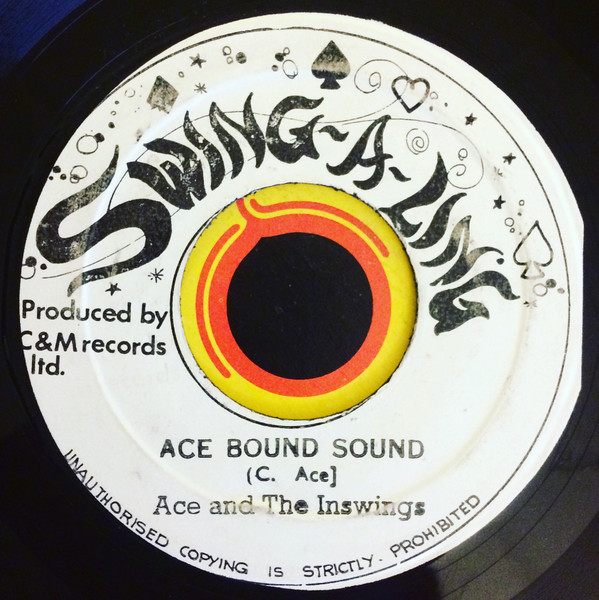 SWING-A-LING
Produced by
C&M records
ltd.
ACE BOUND SOUND
(C. Ace]
Ace and The Inswings
UNAUTHORISED COPYING IS STRICTLY - PROHIBITED